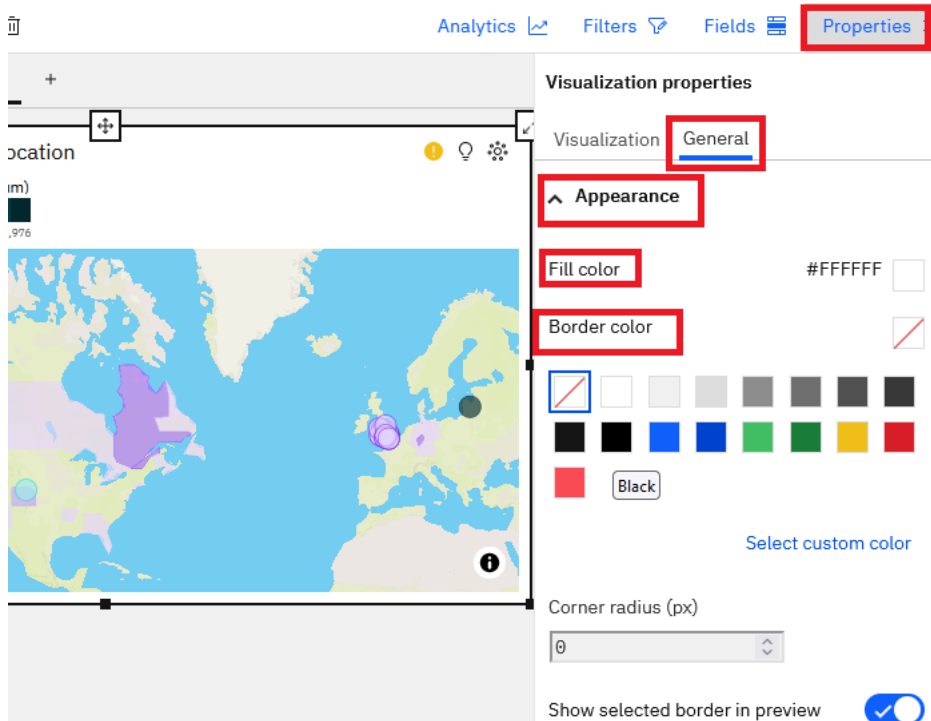 Analytics Filters Fields Properties
+
Visualization properties
Visualization General
ocation
um)
,976
Appearance
Fill color #FFFFFF
Border color
Black
Select custom color
Corner radius (px)
0
Show selected border in preview